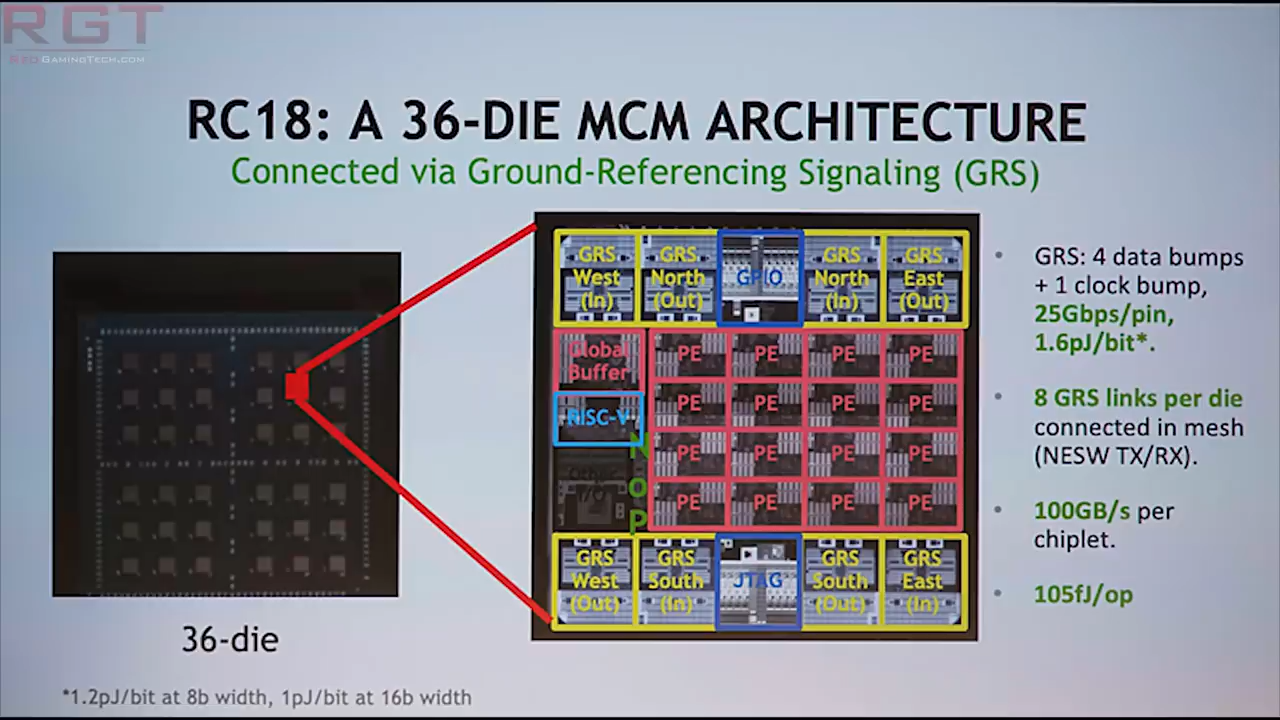 RGT
RedGamingTech.com
RC18: A 36-DIE MCM ARCHITECTURE
Connected via Ground-Referencing Signaling (GRS)
GRS
West
(In)
GRS
North
(Out)
GPIO
GRS
North
(In)
GRS
East
(Out)
Global
Buffer
PE PE PE PE
RISC-V
PE PE PE PE
PE PE PE PE
Other
I/O
PE PE PE PE
N
O
P
GRS
West
(Out)
GRS
South
(In)
JTAG
GRS
South
(Out)
GRS
East
(In)
36-die
• GRS: 4 data bumps
+ 1 clock bump,
25Gbps/pin,
1.6pJ/bit*.
• 8 GRS links per die
connected in mesh
(NESW TX/RX).
• 100GB/s per
chiplet.
• 105fJ/op
*1.2pJ/bit at 8b width, 1pJ/bit at 16b width